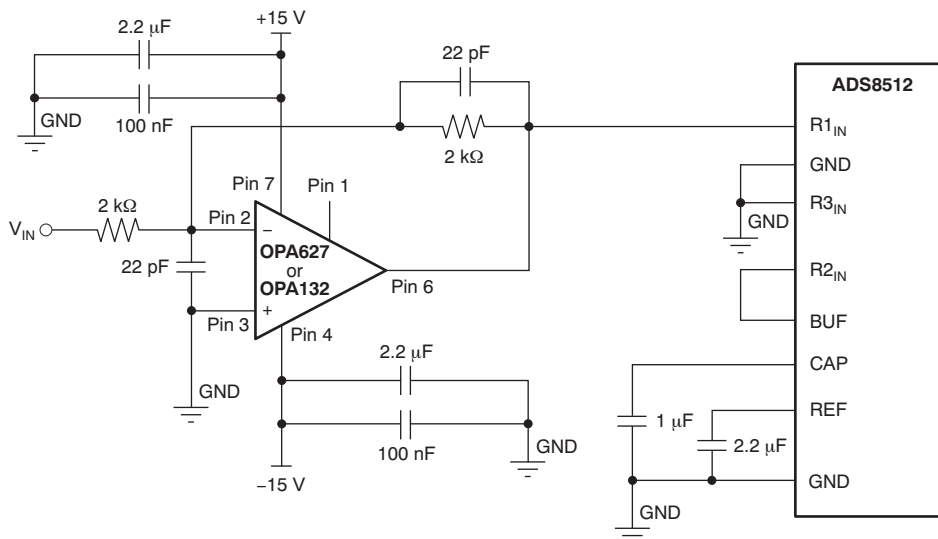 +15 V
2.2 μF
22 pF
ADS8512
GND
100 nF
R1IN
2 kΩ
GND
Pin 7
Pin 1
R3IN
GND
2 kΩ
VIN
Pin 2
−
OPA627
or
OPA132
22 pF
R2IN
Pin 6
+
Pin 3
Pin 4
BUF
2.2 μF
CAP
GND
REF
1 μF
2.2 μF
100 nF
GND
−15 V
GND
GND